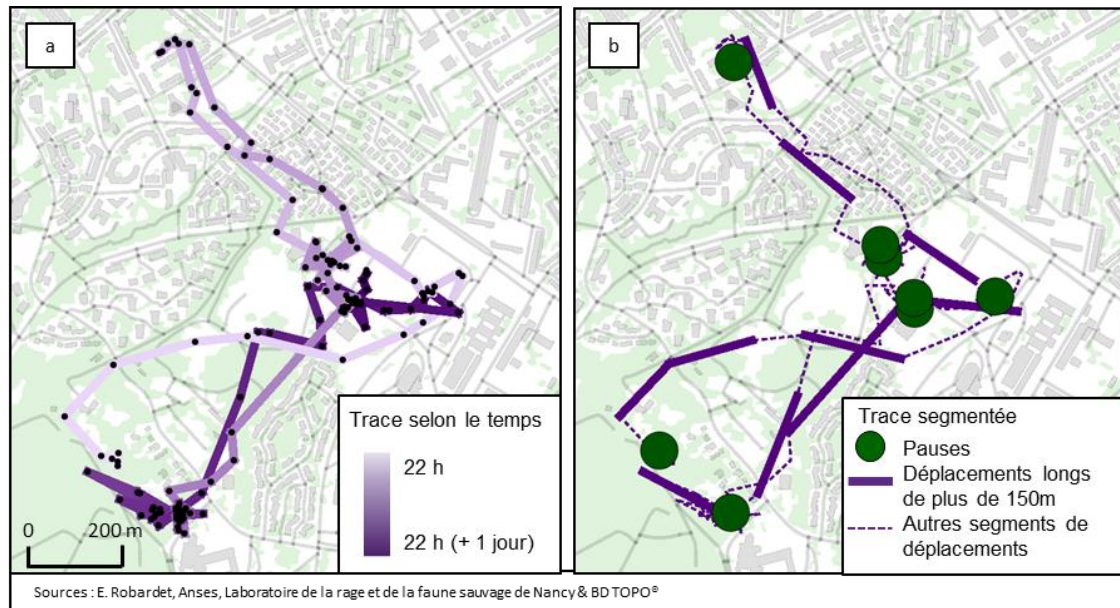 a
Trace selon le temps
22 h
22 h (+ 1 jour)
0 200 m
b
Trace segmentée
Pauses
Déplacements longs
de plus de 150m
Autres segments de
déplacements
Sources : E. Robardet, Anses, Laboratoire de la rage et de la faune sauvage de Nancy & BD TOPO®